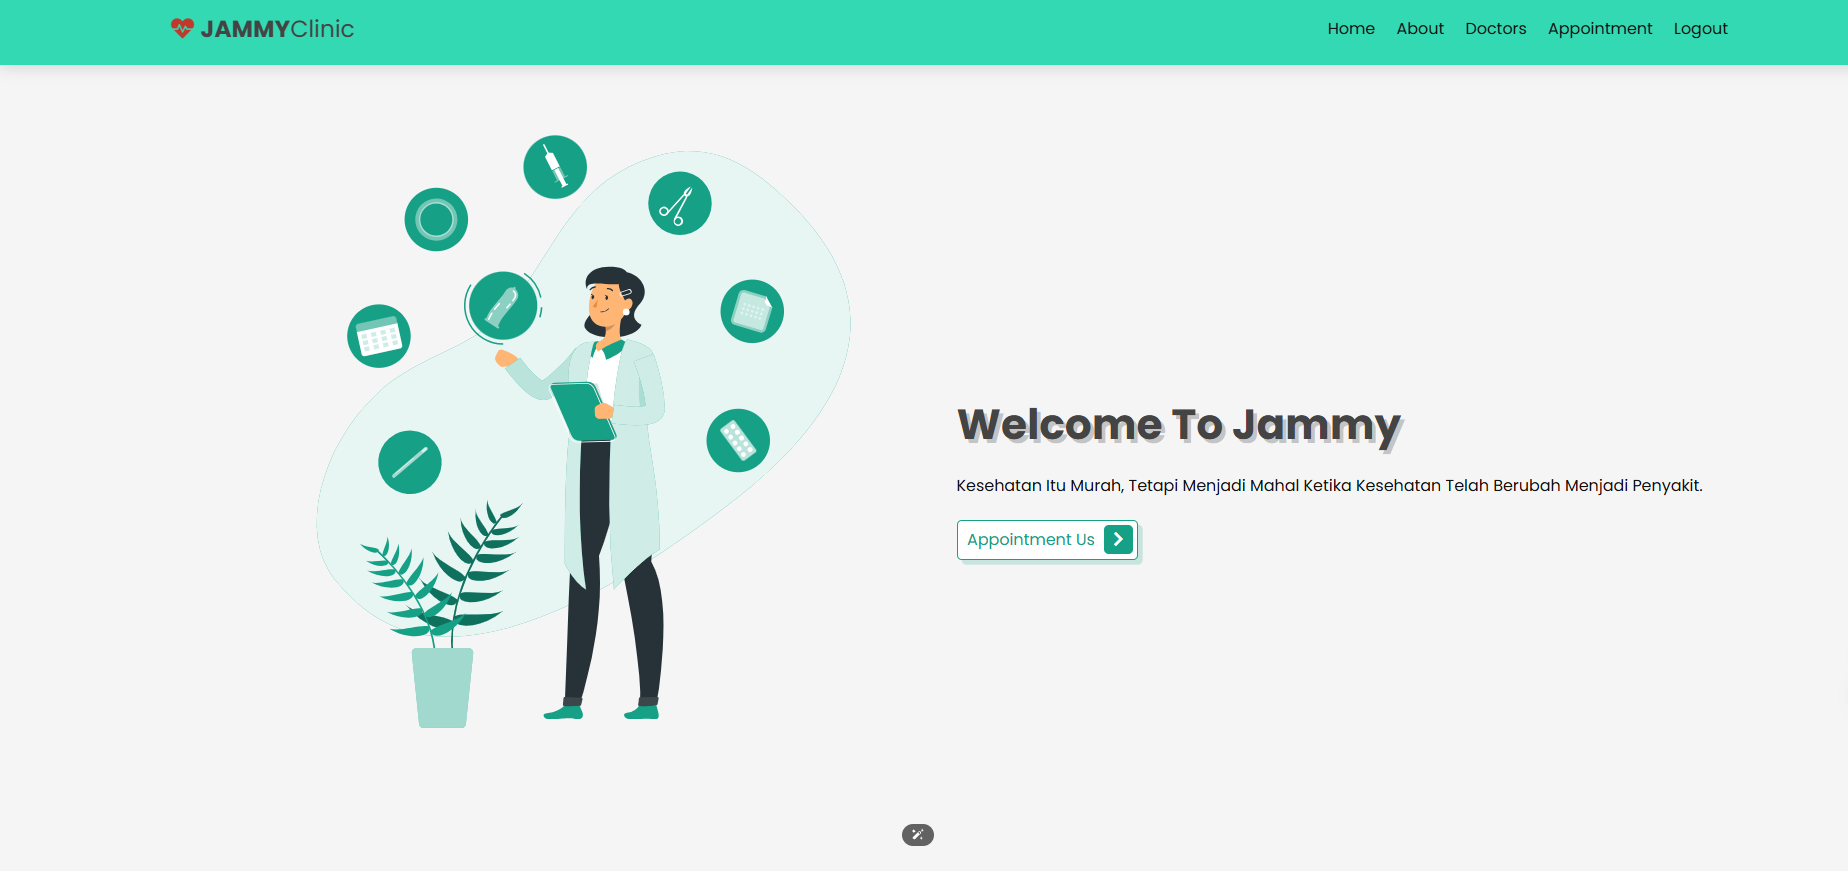 JAMMYClinic
Home About Doctors Appointment Logout
Welcome To Jammy
Kesehatan Itu Murah, Tetapi Menjadi Mahal Ketika Kesehatan Telah Berubah Menjadi Penyakit.
Appointment Us